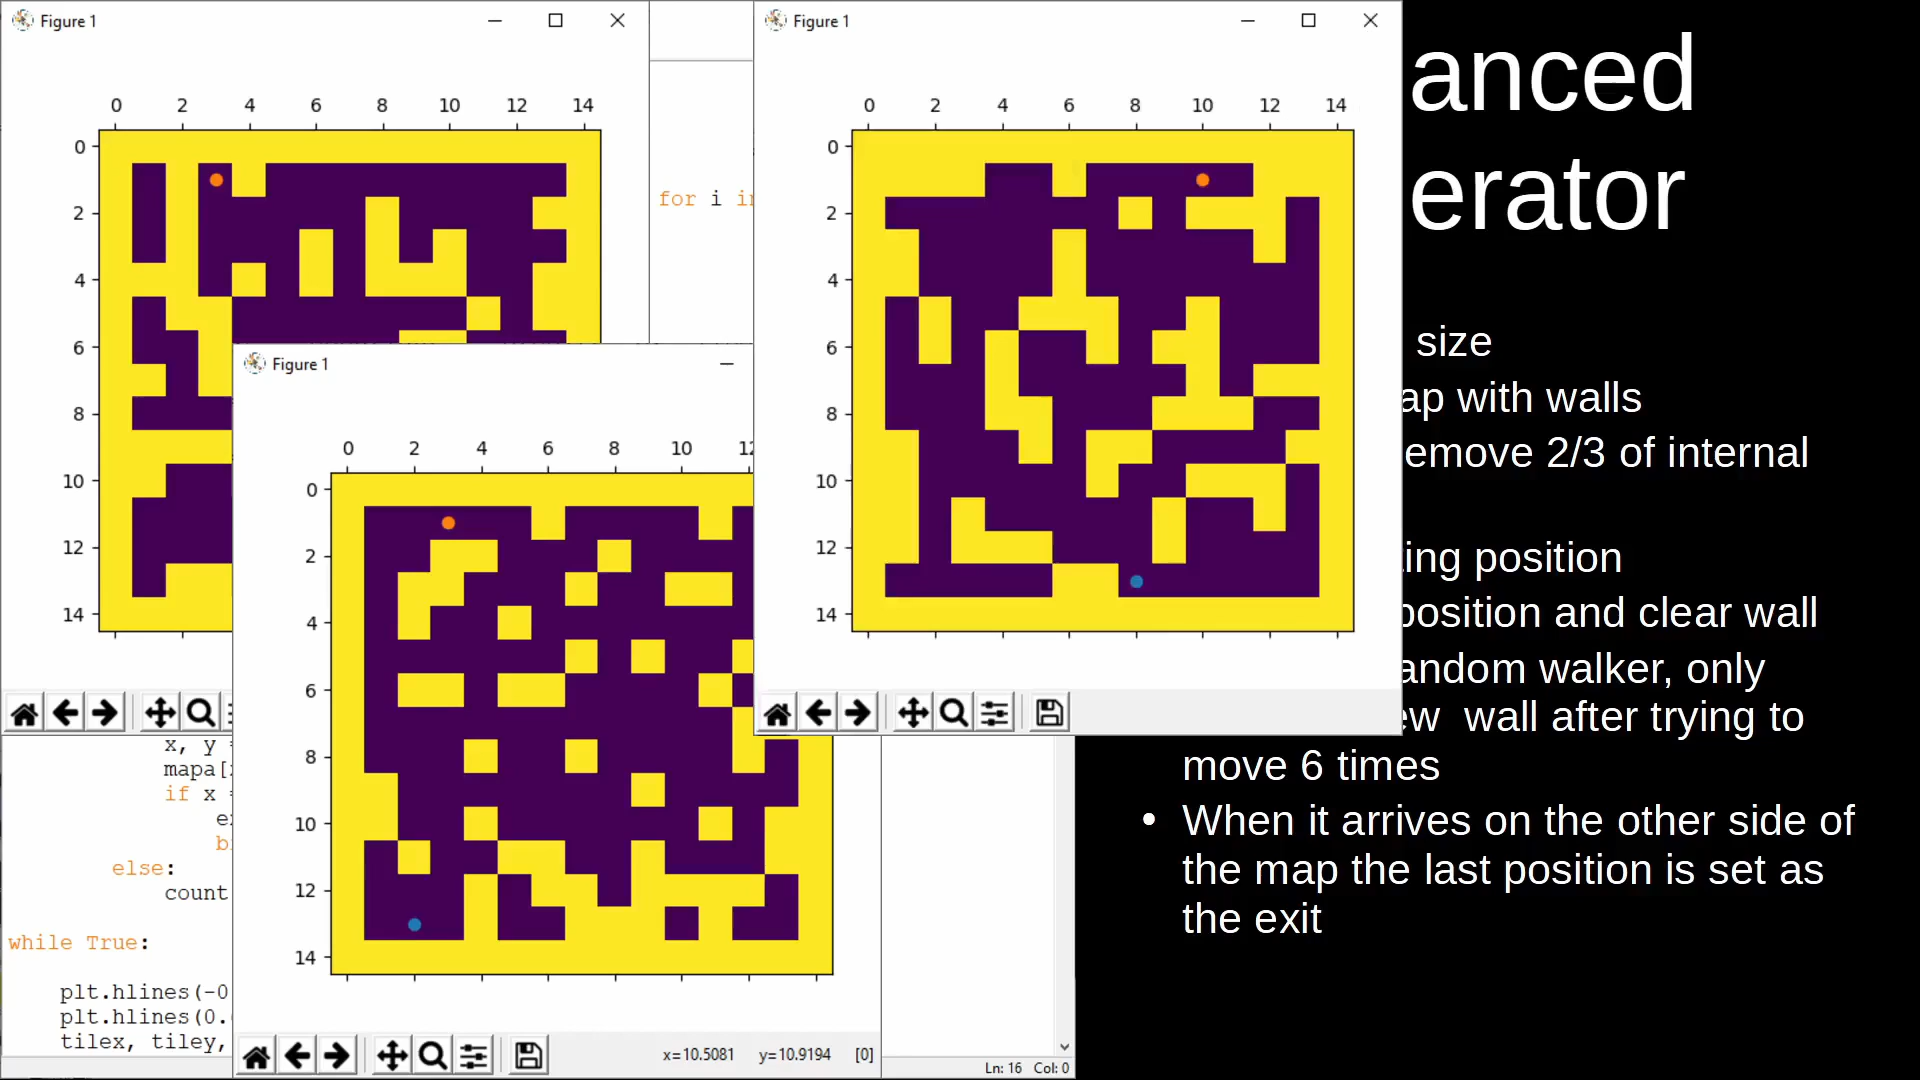 Figure 1
0 2 4 6 8 10 12 14
0
2
4
6
8
10
12
14
for i
Figure 1
0 2 4 6 8 10
0
2
4
6
8
10
12
14
x=10.5081 y=10.9194 [0]
Figure 1
0 2 4 6 8 10 12 14
0
2
4
6
8
10
12
14
x, y
mapa[
if x
else:
count
while True:
plt.hlines(-0
plt.hlines(0.
tilex, tiley,
Ln: 16 Col: 0
anced
erator
size
ap with walls
emove 2/3 of internal
ing position
position and clear wall
andom walker, only
ew wall after trying to
move 6 times
• When it arrives on the other side of
the map the last position is set as
the exit